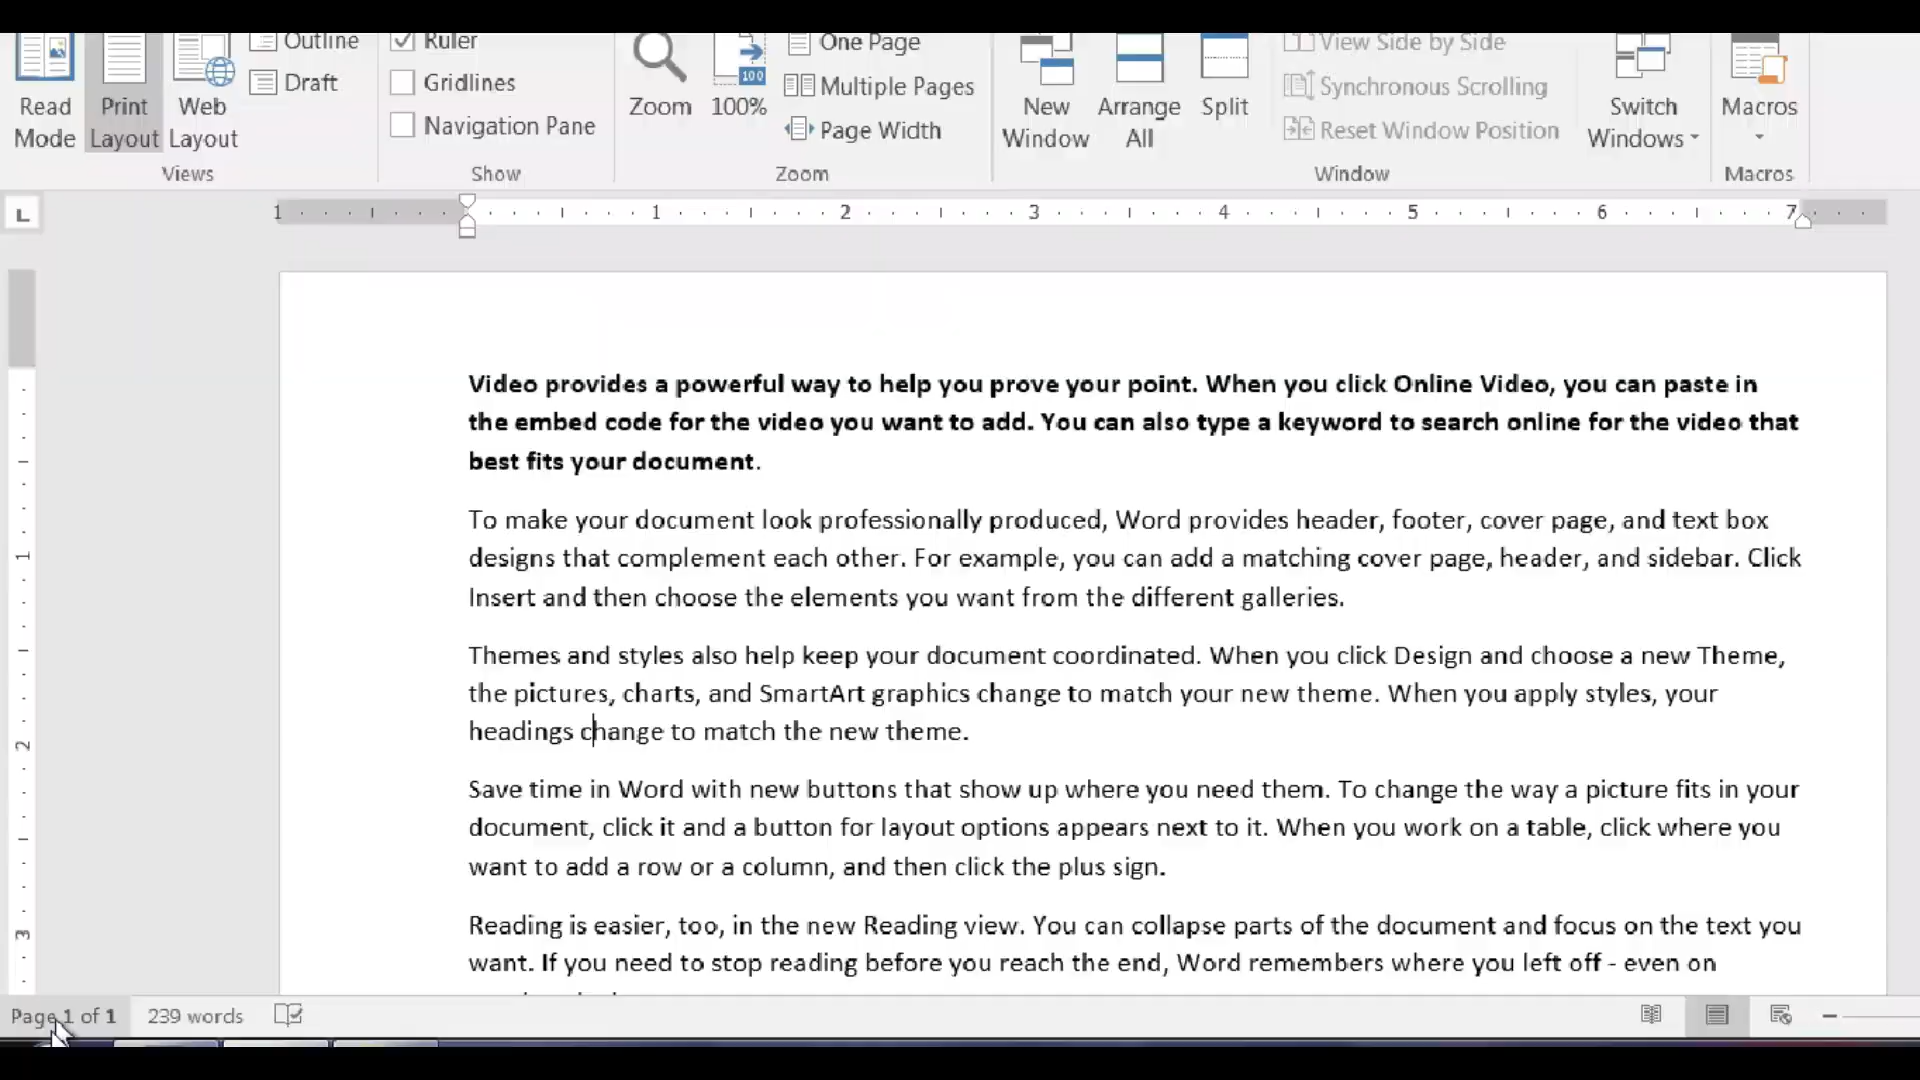 Outline
Ruler
One Page
View Side by Side
Draft
Gridlines
100
Multiple Pages
Synchronous Scrolling
Read Mode
Print Layout
Web Layout
Navigation Pane
Zoom
100%
Page Width
New Window
Arrange All
Split
Reset Window Position
Switch Windows
Macros
Views
Show
Zoom
Window
Macros
L
1 1 2 3 4 5 6 7
Video provides a powerful way to help you prove your point. When you click Online Video, you can paste in
the embed code for the video you want to add. You can also type a keyword to search online for the video that
best fits your document.
To make your document look professionally produced, Word provides header, footer, cover page, and text box
designs that complement each other. For example, you can add a matching cover page, header, and sidebar. Click
Insert and then choose the elements you want from the different galleries.
Themes and styles also help keep your document coordinated. When you click Design and choose a new Theme,
the pictures, charts, and SmartArt graphics change to match your new theme. When you apply styles, your
headings change to match the new theme.
Save time in Word with new buttons that show up where you need them. To change the way a picture fits in your
document, click it and a button for layout options appears next to it. When you work on a table, click where you
want to add a row or a column, and then click the plus sign.
Reading is easier, too, in the new Reading view. You can collapse parts of the document and focus on the text you
want. If you need to stop reading before you reach the end, Word remembers where you left off - even on
1
2
3
Page 1 of 1
239 words